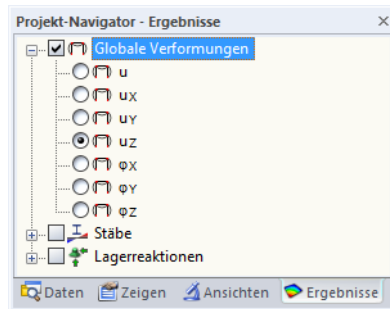 Projekt-Navigator - Ergebnisse
Globale Verformungen
u
uX
uY
uZ
φX
φY
φZ
Stäbe
Lagerreaktionen
Daten Zeigen Ansichten Ergebnisse